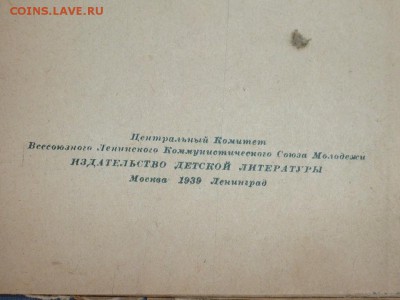 COINS.LAVE.RU
Центральный Комитет
Всесоюзного Ленинского Коммунистического Союза Молодежи
ИЗДАТЕЛЬСТВО ДЕТСКОЙ ЛИТЕРАТУРЫ
Москва 1939 Ленинград